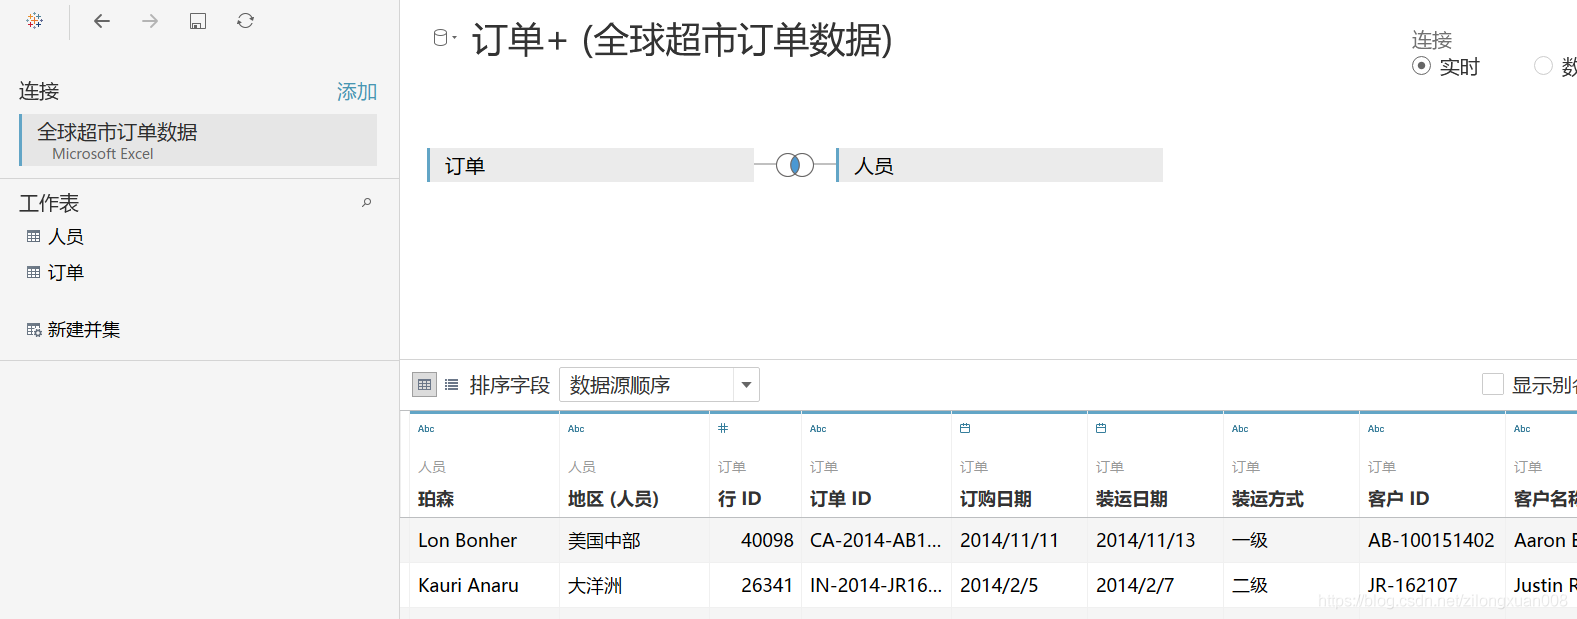 订单+ (全球超市订单数据)
连接
实时
数
连接
添加
全球超市订单数据
Microsoft Excel
工作表
人员
订单
新建并集
订单
人员
排序字段 数据源顺序
显示别名
Abc Abc # Abc Abc Abc Abc
人员 人员 订单 订单 订单 订单 订单 订单 订单
珀森 地区 (人员) 行 ID 订单 ID 订购日期 装运日期 装运方式 客户 ID 客户名称
Lon Bonher 美国中部 40098 CA-2014-AB1... 2014/11/11 2014/11/13 一级 AB-100151402 Aaron
Kauri Anaru 大洋洲 26341 IN-2014-JR16... 2014/2/5 2014/2/7 二级 JR-162107 Justin
https://blog.csdn.net/zilongxuan008